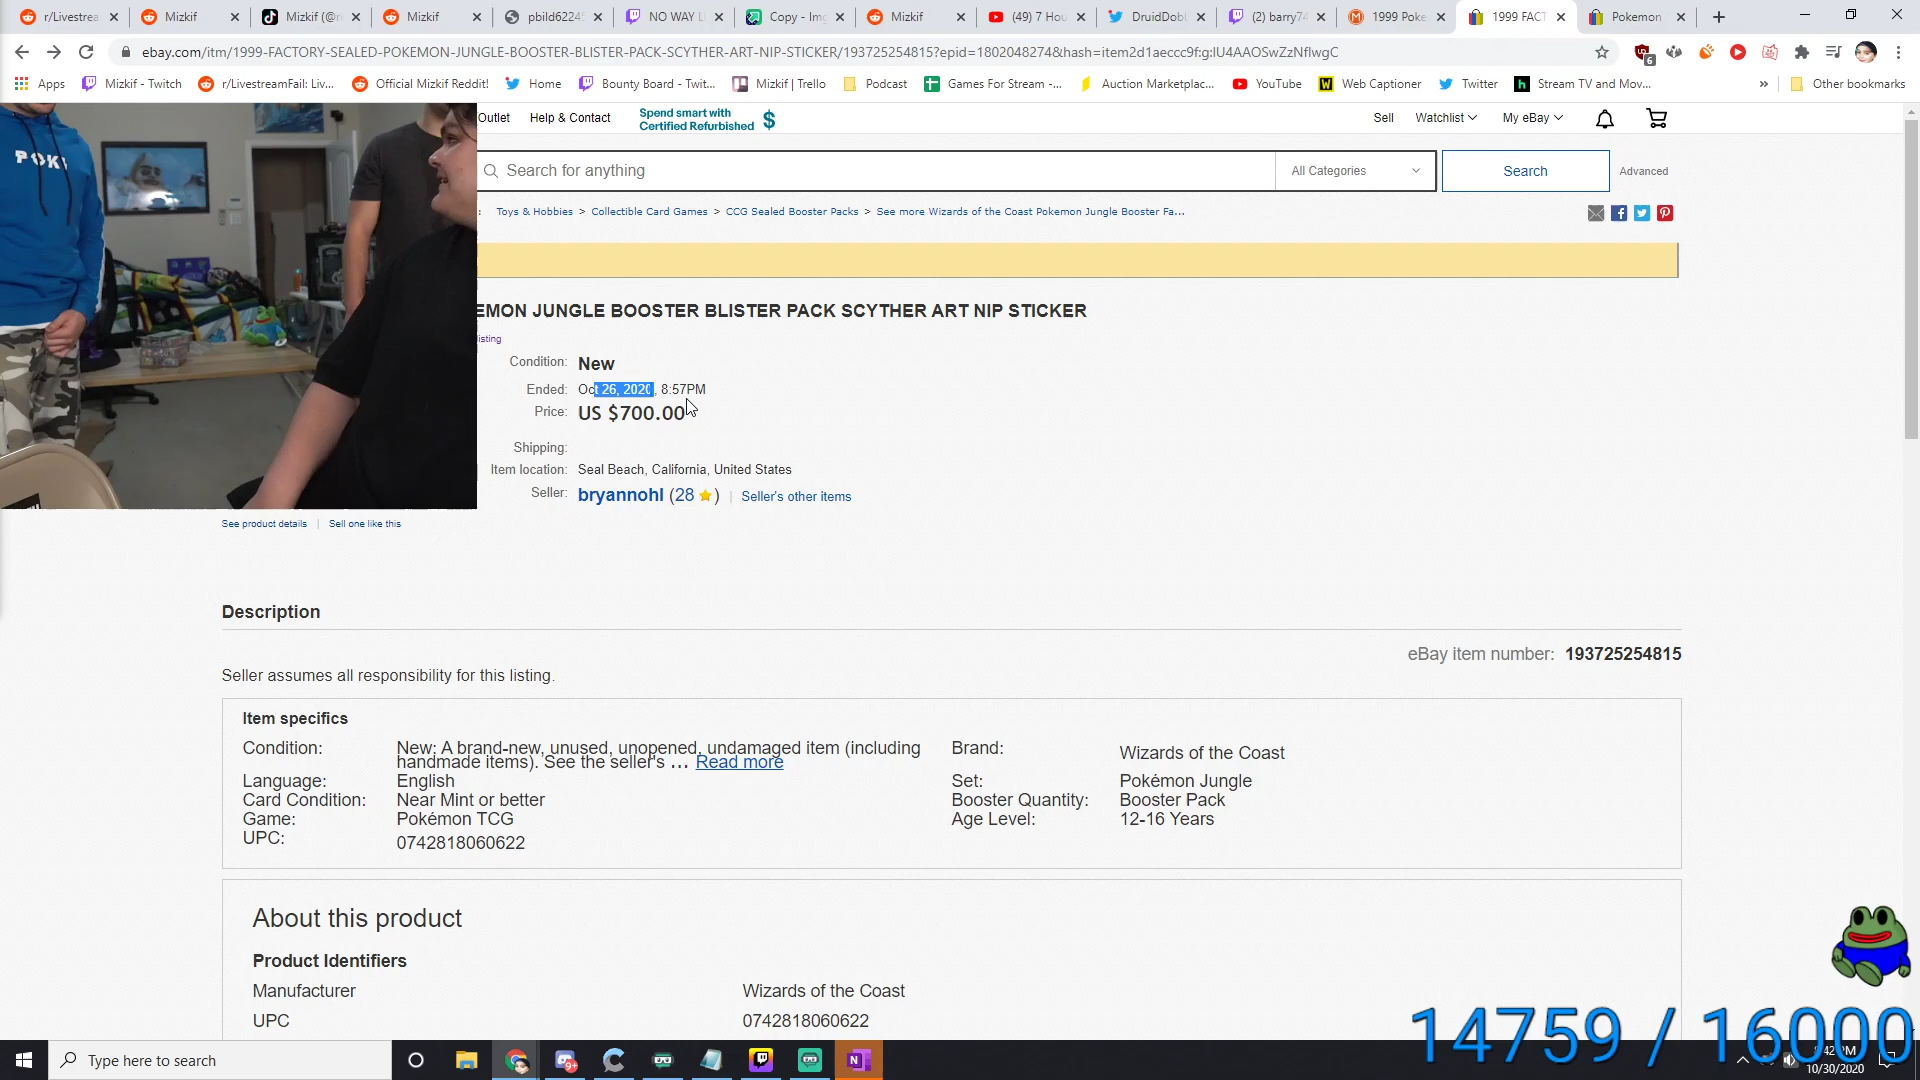 r/Livestrea
Mizkif
Mizkif (@r
Mizkif
pbild6224
NO WAY L
Copy - Img
Mizkif
(49) 7 Hou
DruidDobl
(2) barry74
1999 Poke
1999 FACT
Pokemon
ebay.com/itm/1999-FACTORY-SEALED-POKEMON-JUNGLE-BOOSTER-BLISTER-PACK-SCYTHER-ART-NIP-STICKER/193725254815?epid=1802048274&hash=item2d1aeccc9f:g:IU4AAOSwZzNflwgC
6
Apps
Mizkif - Twitch
r/LivestreamFail: Liv...
Official Mizkif Reddit!
Home
Bounty Board - Twit...
Mizkif | Trello
Podcast
Games For Stream -...
Auction Marketplac...
YouTube
Web Captioner
Twitter
Stream TV and Mov...
»
Other bookmarks
Outlet
Help & Contact
Spend smart with
Certified Refurbished
Sell
Watchlist
My eBay
Search for anything
All Categories
Search
Advanced
Toys & Hobbies > Collectible Card Games > CCG Sealed Booster Packs > See more Wizards of the Coast Pokemon Jungle Booster Fa...
EMON JUNGLE BOOSTER BLISTER PACK SCYTHER ART NIP STICKER
listing
Condition: New
Ended: Oct 26, 2020 , 8:57PM
Price: US $700.00
Shipping:
Item location: Seal Beach, California, United States
Seller: bryannohl (28 ) | Seller's other items
See product details | Sell one like this
Description
eBay item number: 193725254815
Seller assumes all responsibility for this listing.
Item specifics
Condition: New: A brand-new, unused, unopened, undamaged item (including
handmade items). See the seller's ... Read more
Brand: Wizards of the Coast
Language: English
Set: Pokémon Jungle
Card Condition: Near Mint or better
Booster Quantity: Booster Pack
Game: Pokémon TCG
Age Level: 12-16 Years
UPC: 0742818060622
About this product
Product Identifiers
Manufacturer Wizards of the Coast
UPC 0742818060622
14759 / 16000
Type here to search
10/30/2020